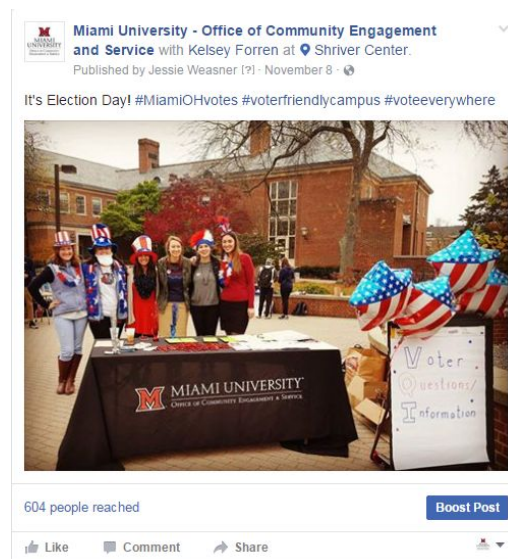 Miami University - Office of Community Engagement
and Service with Kelsey Forren at Shriver Center.
Published by Jessie Weasner [?] · November 8 ·
It's Election Day! #MiamiOHvotes #voterfriendlycampus #voteeverywhere
MIAMI UNIVERSITY
OFFICE OF COMMUNITY ENGAGEMENT & SERVICE
Voter
Questions/
Information
604 people reached
Boost Post
Like Comment Share